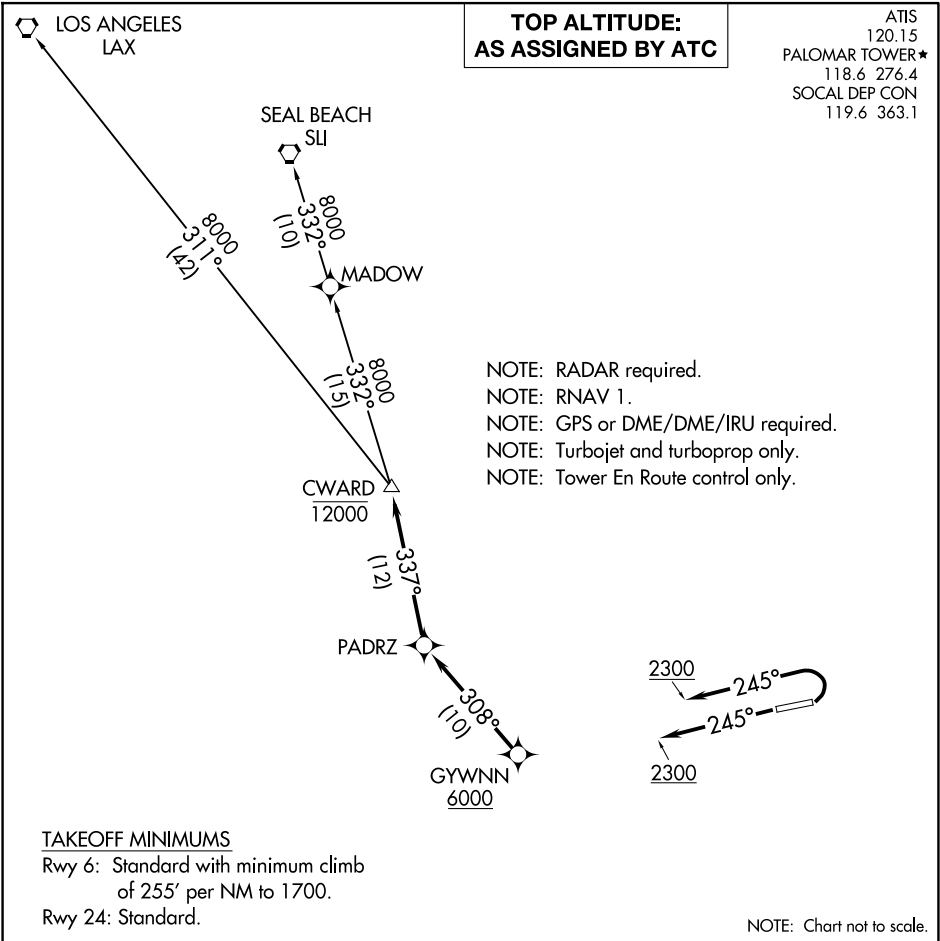 LOS ANGELES
LAX
TOP ALTITUDE:
AS ASSIGNED BY ATC
ATIS
120.15
PALOMAR TOWER★
118.6 276.4
SOCAL DEP CON
119.6 363.1
SEAL BEACH
SLI
8000
311°
(42)
8000
332°
(10)
MADOW
8000
332°
(15)
NOTE: RADAR required.
NOTE: RNAV 1.
NOTE: GPS or DME/DME/IRU required.
NOTE: Turbojet and turboprop only.
NOTE: Tower En Route control only.
CWARD
12000
337°
(12)
PADRZ
308°
(10)
GYWNN
6000
2300
245°
245°
2300
TAKEOFF MINIMUMS
Rwy 6: Standard with minimum climb
of 255' per NM to 1700.
Rwy 24: Standard.
NOTE: Chart not to scale.